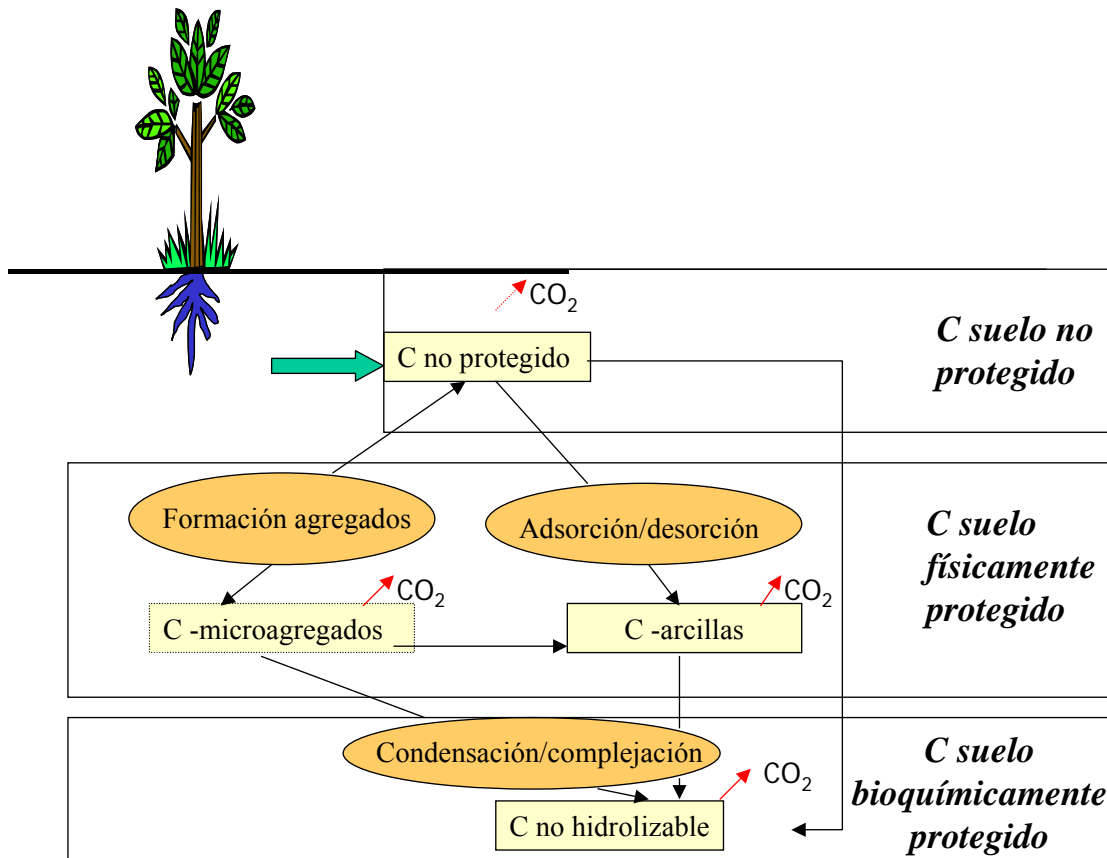 CO2
C no protegido
C suelo no
protegido
Formación agregados
Adsorción/desorción
C suelo
físicamente
protegido
CO2
CO2
C -microagregados
C -arcillas
Condensación/complejación
CO2
C no hidrolizable
C suelo
bioquímicamente
protegido